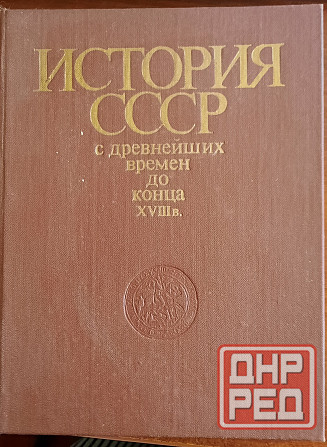 ИСТОРИЯ
СССР
с древнейших
времен
до
конца
XVIII в.
ДНР
РЕД